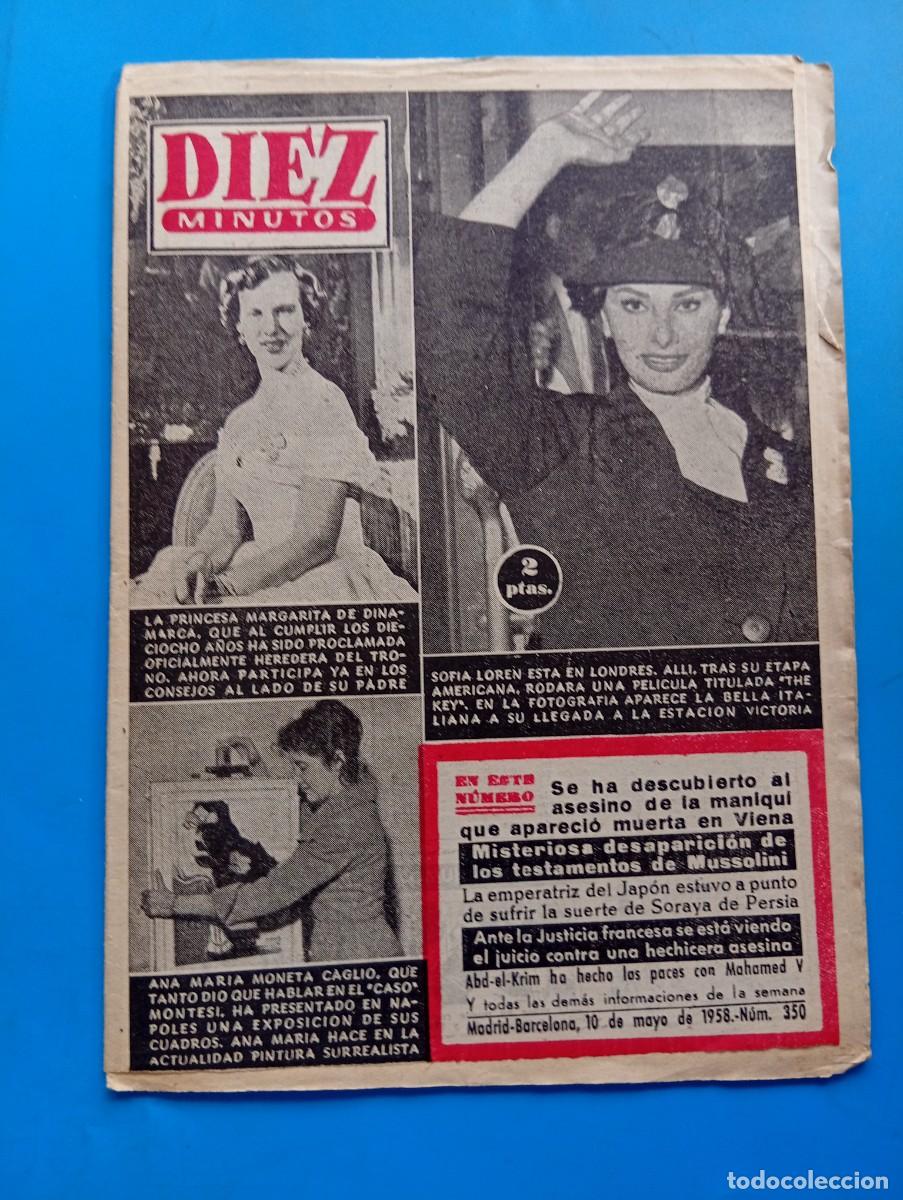 DIEZ
MINUTOS
2
ptas.
LA PRINCESA MARGARITA DE DINA-
MARCA, QUE AL CUMPLIR LOS DIE-
CIOCHO AÑOS HA SIDO PROCLAMADA
OFICIALMENTE HEREDERA DEL TRO-
NO. AHORA PARTICIPA YA EN LOS
CONSEJOS AL LADO DE SU PADRE
SOFIA LOREN ESTA EN LONDRES. ALLI, TRAS SU ETAPA
AMERICANA, RODARA UNA PELICULA TITULADA "THE
KEY". EN LA FOTOGRAFIA APARECE LA BELLA ITA-
LIANA A SU LLEGADA A LA ESTACION VICTORIA
ANA MARIA MONETA CAGLIO, QUE
TANTO DIO QUE HABLAR EN EL "CASO"
MONTESI, HA PRESENTADO EN NA-
POLES UNA EXPOSICION DE SUS
CUADROS. ANA MARIA HACE EN LA
ACTUALIDAD PINTURA SURREALISTA
EN ESTE
NÚMERO
Se ha descubierto al
asesino de la maniquí
que apareció muerta en Viena
Misteriosa desaparición de
los testamentos de Mussolini
La emperatriz del Japón estuvo a punto
de sufrir la suerte de Soraya de Persia
Ante la Justicia francesa se está viendo
el juicio contra una hechicera asesina
Abd-el-Krim ha hecho las paces con Mahamed V
Y todas las demás informaciones de la semana
Madrid-Barcelona, 10 de mayo de 1958.-Núm. 350
todocoleccion